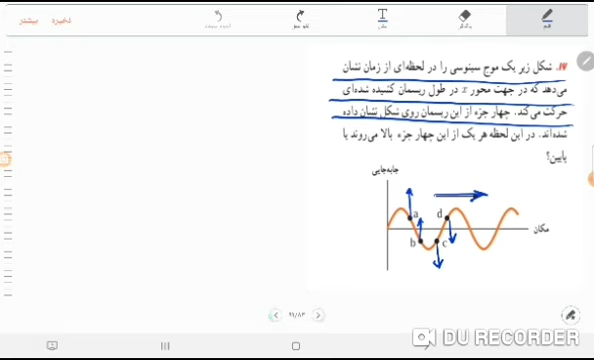 ذخیره
بیشتر
قلم
پاک‌کن
متن
۱۷. شکل زیر یک موج سینوسی را در لحظه‌ای از زمان نشان
می‌دهد که در جهت محور x در طول ریسمان کشیده شده‌ای
حرکت می‌کند. چهار جزء از این ریسمان روی شکل نشان داده
شده‌اند. در این لحظه هر یک از این چهار جزء بالا می‌روند یا
پایین؟
جابه‌جایی
a
d
b
c
مکان
۹۱/۸۳
DU RECORDER